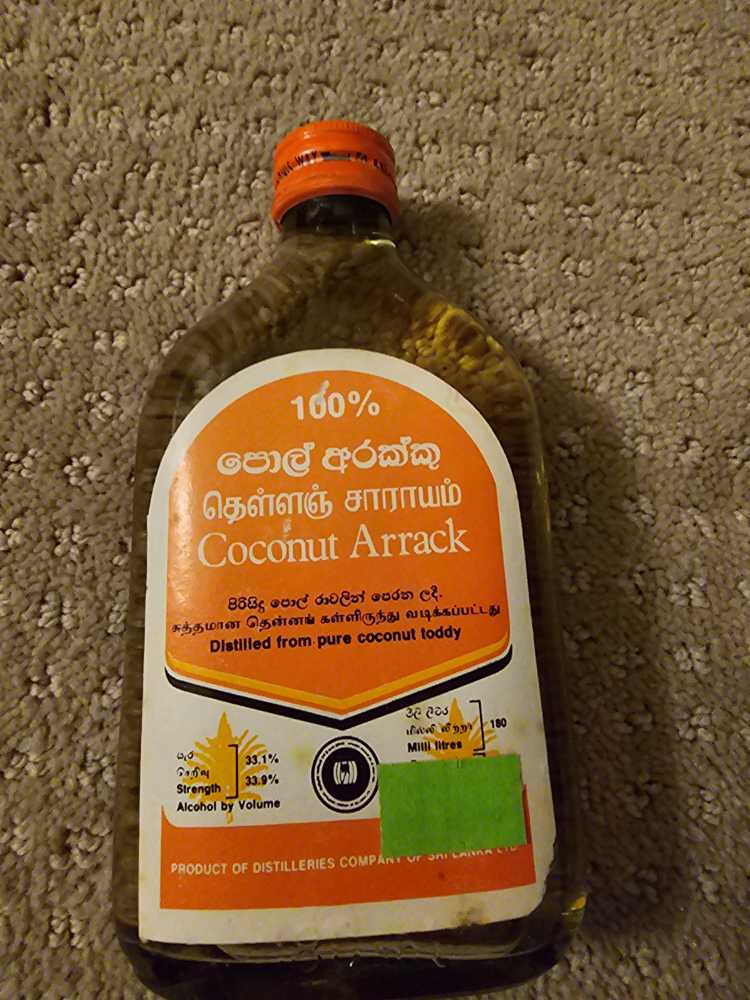 100%
පොල් අරක්කු
தென்னஞ் சாராயம்
Coconut Arrack
පිරිසිදු පොල් රාවලින් පෙරන ලදී.
சுத்தமான தென்னங் கள்ளிருந்து வடிக்கப்பட்டது
Distilled from pure coconut toddy
සැර
செறிவு
Strength
33.1%
33.9%
Alcohol by Volume
මිලි ලීටර
மில்லி லீற்றர்
Milli litres
180
PRODUCT OF DISTILLERIES COMPANY OF SRI LANKA LTD